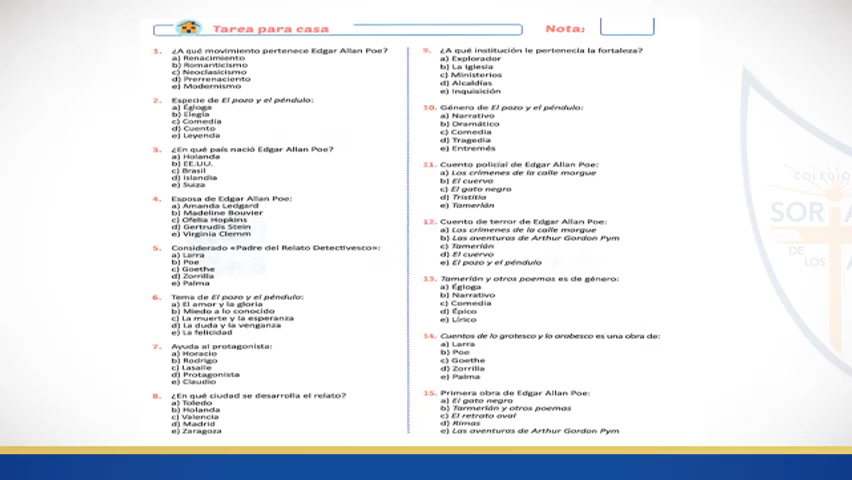 Tarea para casa
Nota:
1. ¿A qué movimiento pertenece Edgar Allan Poe?
a) Renacimiento
b) Romanticismo
c) Neoclasicismo
d) Prerrenaciento
e) Modernismo
2. Especie de El pozo y el péndulo:
a) Égloga
b) Elegía
c) Comedia
d) Cuento
e) Leyenda
3. ¿En qué país nació Edgar Allan Poe?
a) Holanda
b) EE.UU.
c) Brasil
d) Islandia
e) Suiza
4. Esposa de Edgar Allan Poe:
a) Amanda Ledgard
b) Madeline Bouvier
c) Ofelia Hopkins
d) Gertrudis Stein
e) Virginia Clemm
5. Considerado «Padre del Relato Detectivesco»:
a) Larra
b) Poe
c) Goethe
d) Zorrilla
e) Palma
6. Tema de El pozo y el péndulo:
a) El amor y la gloria
b) Miedo a lo conocido
c) La muerte y la esperanza
d) La duda y la venganza
e) La felicidad
7. Ayuda al protagonista:
a) Horacio
b) Rodrigo
c) Lasalle
d) Protagonista
e) Claudio
8. ¿En qué ciudad se desarrolla el relato?
a) Toledo
b) Holanda
c) Valencia
d) Madrid
e) Zaragoza
9. ¿A qué institución le pertenecía la fortaleza?
a) Explorador
b) La Iglesia
c) Ministerios
d) Alcaldías
e) Inquisición
10. Género de El pozo y el péndulo:
a) Narrativo
b) Dramático
c) Comedia
d) Tragedia
e) Entremés
11. Cuento policial de Edgar Allan Poe:
a) Los crímenes de la calle morgue
b) El cuervo
c) El gato negro
d) Tristitia
e) Tamerlán
12. Cuento de terror de Edgar Allan Poe:
a) Los crímenes de la calle morgue
b) Las aventuras de Arthur Gordon Pym
c) Tamerlán
d) El cuervo
e) El pozo y el péndulo
13. Tamerlán y otros poemas es de género:
a) Égloga
b) Narrativo
c) Comedia
d) Épico
e) Lírico
14. Cuentos de lo grotesco y lo arabesco es una obra de:
a) Larra
b) Poe
c) Goethe
d) Zorrilla
e) Palma
15. Primera obra de Edgar Allan Poe:
a) El gato negro
b) Tarmerlán y otros poemas
c) El retrato oval
d) Rimas
e) Las aventuras de Arthur Gordon Pym
COLEGIO
DE
LOS